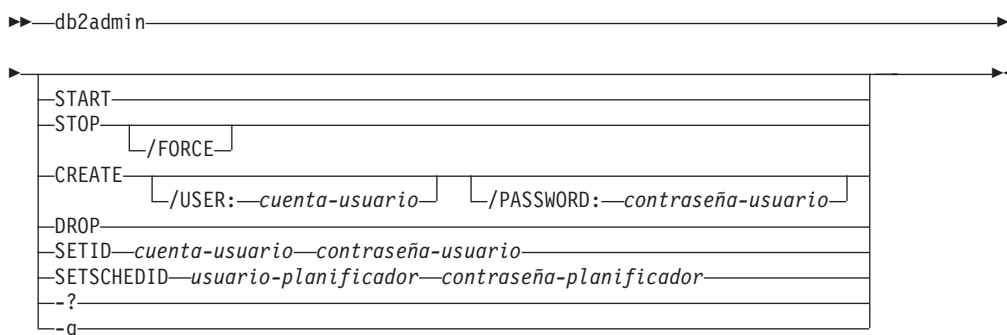 db2admin
START
STOP
/FORCE
CREATE
/USER: cuenta-usuario /PASSWORD: contraseña-usuario
DROP
SETID cuenta-usuario contraseña-usuario
SETSCHEDID usuario-planificador contraseña-planificador
-?
-q